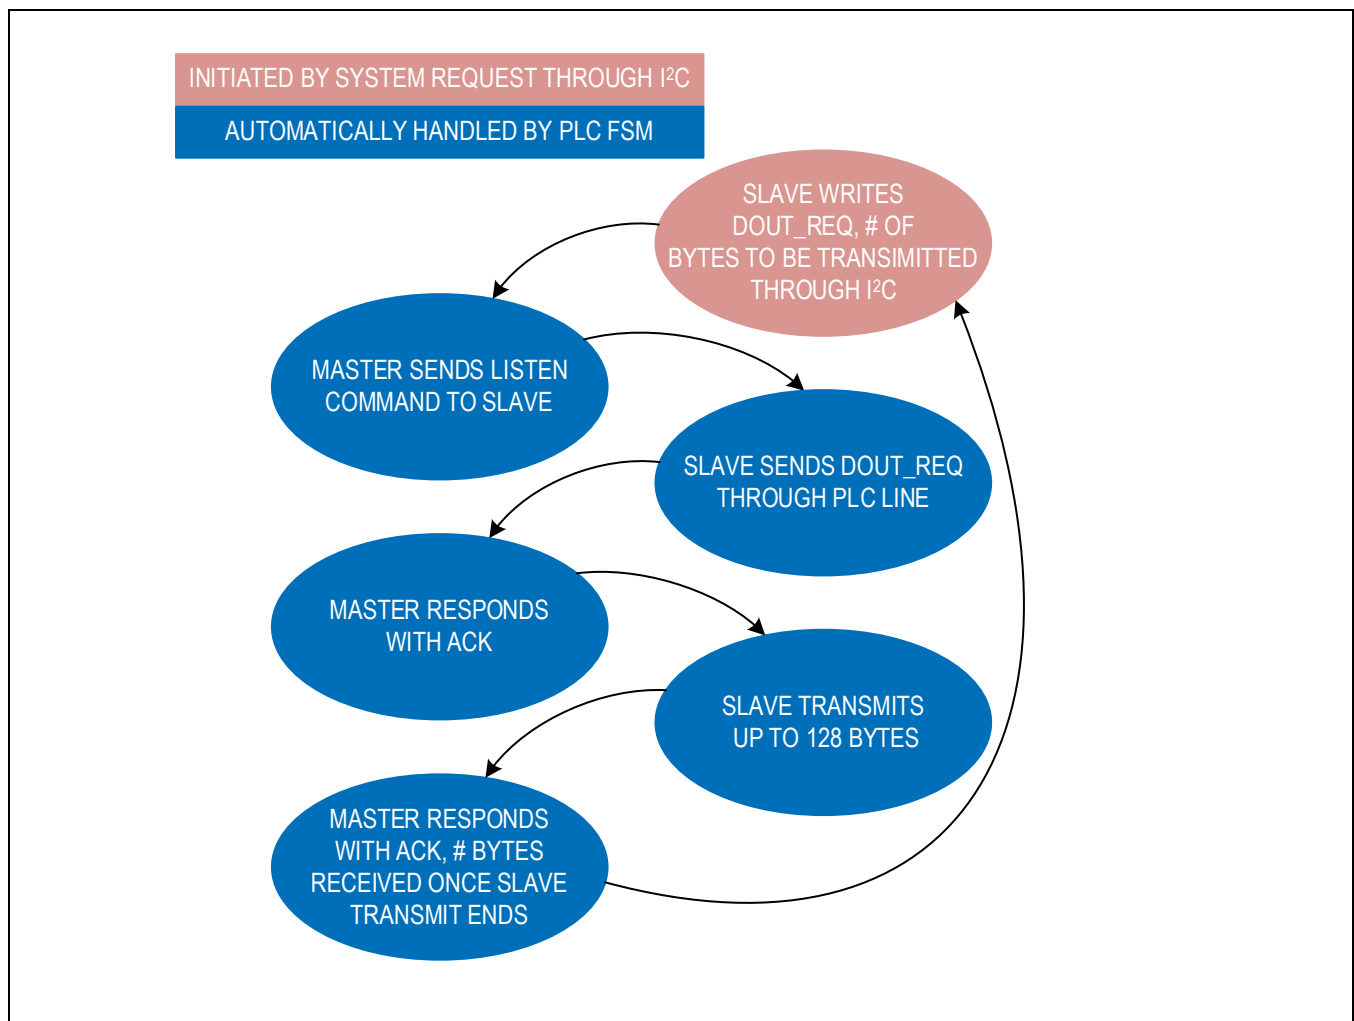 INITIATED BY SYSTEM REQUEST THROUGH I²C
AUTOMATICALLY HANDLED BY PLC FSM
SLAVE WRITES
DOUT_REQ, # OF
BYTES TO BE TRANSIMITTED
THROUGH I²C
MASTER SENDS LISTEN
COMMAND TO SLAVE
SLAVE SENDS DOUT_REQ
THROUGH PLC LINE
MASTER RESPONDS
WITH ACK
SLAVE TRANSMITS
UP TO 128 BYTES
MASTER RESPONDS
WITH ACK, # BYTES
RECEIVED ONCE SLAVE
TRANSMIT ENDS